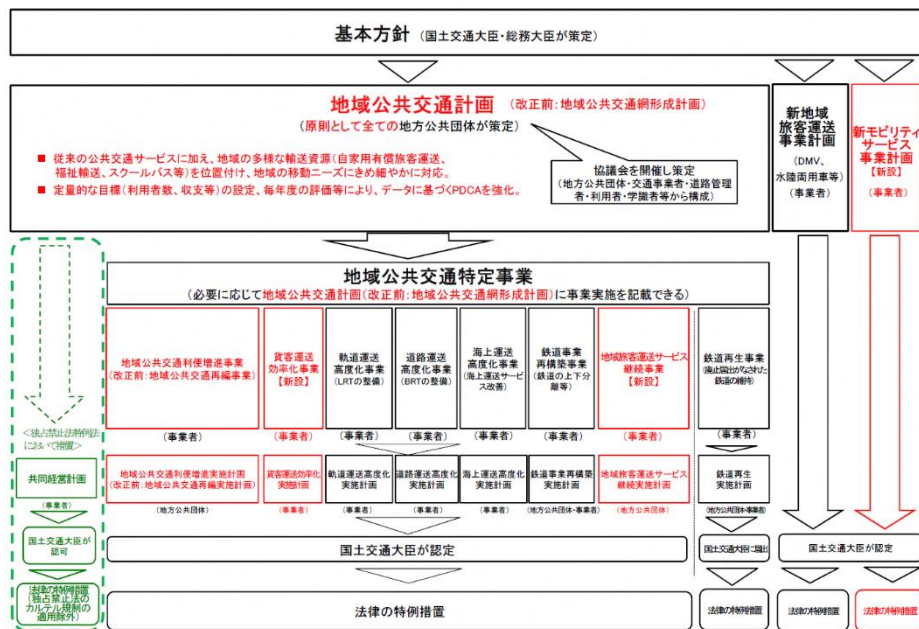 基本方針 (国土交通大臣・総務大臣が策定)
地域公共交通計画 (改正前:地域公共交通網形成計画)
(原則として全ての地方公共団体が策定)
■ 従来の公共交通サービスに加え、地域の多様な輸送資源(自家用有償旅客運送、
福祉輸送、スクールバス等)を位置付け、地域の移動ニーズにきめ細やかに対応。
■ 定量的な目標(利用者数、収支等)の設定、毎年度の評価等により、データに基づくPDCAを強化。
協議会を開催し策定
(地方公共団体・交通事業者・道路管理
者・利用者・学識者等から構成)
新地域
旅客運送
事業計画
(DMV、
水陸両用車等)
(事業者)
新モビリティ
サービス
事業計画
【新設】
(事業者)
地域公共交通特定事業
(必要に応じて地域公共交通計画(改正前:地域公共交通網形成計画)に事業実施を記載できる)
地域公共交通利便増進事業
(改正前:地域公共交通再編事業)
(事業者)
貨客運送
効率化事業
【新設】
(事業者)
軌道運送
高度化事業
(LRTの整備)
(事業者)
道路運送
高度化事業
(BRTの整備)
(事業者)
海上運送
高度化事業
(海上運送サービ
ス改善)
(事業者)
鉄道事業
再構築事業
(鉄道の上下分
離等)
(事業者)
地域旅客運送サービス
継続事業
【新設】
(事業者)
鉄道再生事業
(廃止届出がなされた
鉄道の維持)
(事業者)
地域公共交通利便増進実施計画
(改正前:地域公共交通再編実施計画)
(地方公共団体)
貨客運送効率化
実施計画
(事業者)
軌道運送高度化
実施計画
(事業者)
道路運送高度化
実施計画
(事業者)
海上運送高度化
実施計画
(事業者)
鉄道事業再構築
実施計画
(地方公共団体・事業者)
地域旅客運送サービス
継続実施計画
(地方公共団体)
鉄道再生
実施計画
(地方公共団体・事業者)
国土交通大臣が認定
国土交通大臣に届出
国土交通大臣が認定
法律の特例措置
法律の特例措置
法律の特例措置
法律の特例措置
<独占禁止法特例法
において措置>
共同経営計画
(事業者)
国土交通大臣が
認可
法律の特例措置
(独占禁止法の
カルテル規制の
適用除外)